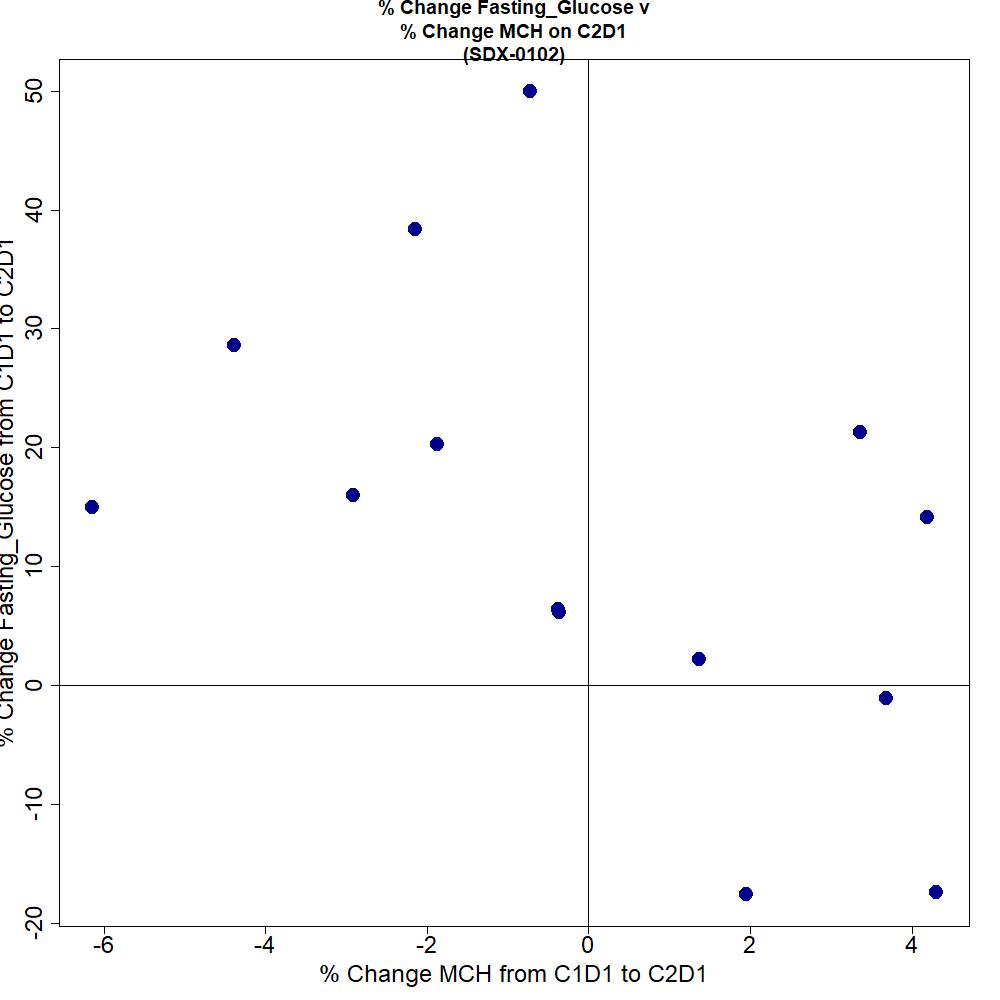 % Change Fasting_Glucose v
% Change MCH on C2D1
(SDX-0102)
% Change Fasting_Glucose from C1D1 to C2D1
50
40
30
20
10
0
-10
-20
-6
-4
-2
0
2
4
% Change MCH from C1D1 to C2D1